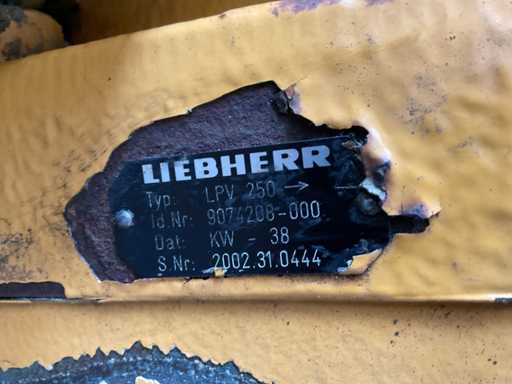 LIEBHERR
Typ: LPV 250 →
Id.Nr: 9074208-000
Dat: KW - 38
S.Nr: 2002.31.0444